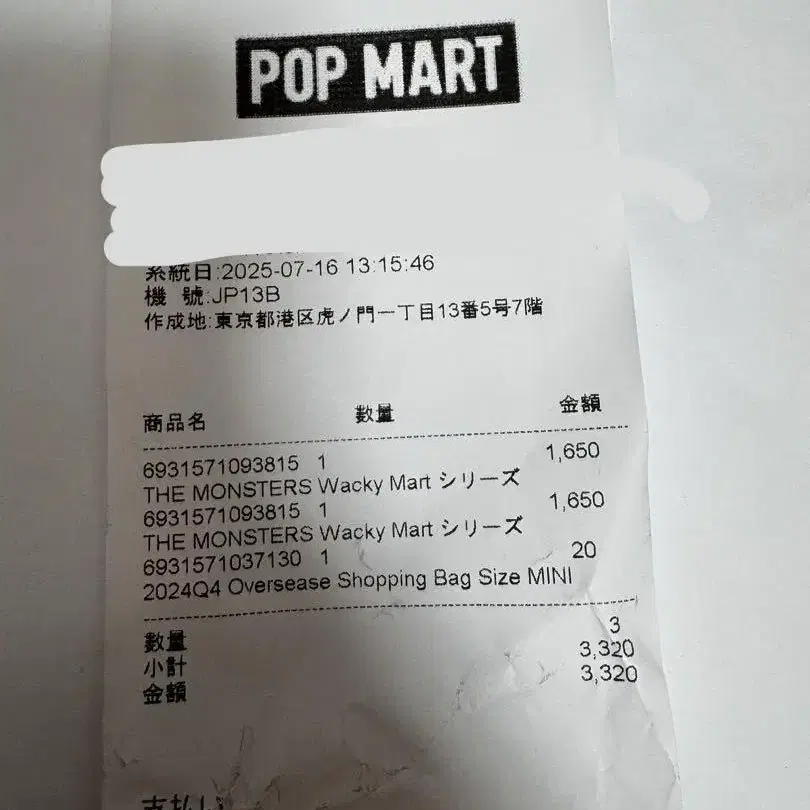 POP MART
系統日:2025-07-16 13:15:46
機 號:JP13B
作成地:東京都港区虎ノ門一丁目13番5号7階
商品名 数量 金額
6931571093815 1 1,650
THE MONSTERS Wacky Mart シリーズ
6931571093815 1 1,650
THE MONSTERS Wacky Mart シリーズ
6931571037130 1 20
2024Q4 Oversease Shopping Bag Size MINI
数量 3
小計 3,320
金額 3,320
支払い